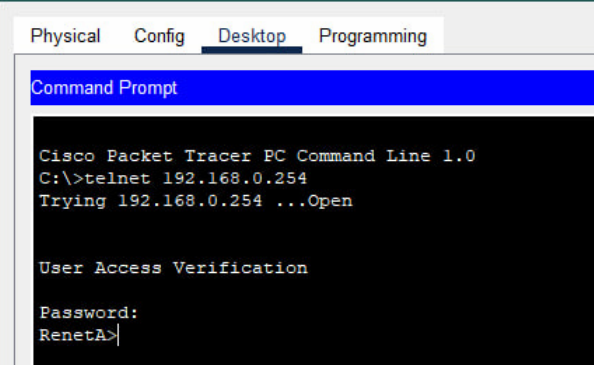 Physical Config Desktop Programming
Command Prompt
Cisco Packet Tracer PC Command Line 1.0
C:\>telnet 192.168.0.254
Trying 192.168.0.254 ...Open
User Access Verification
Password:
RenetA>